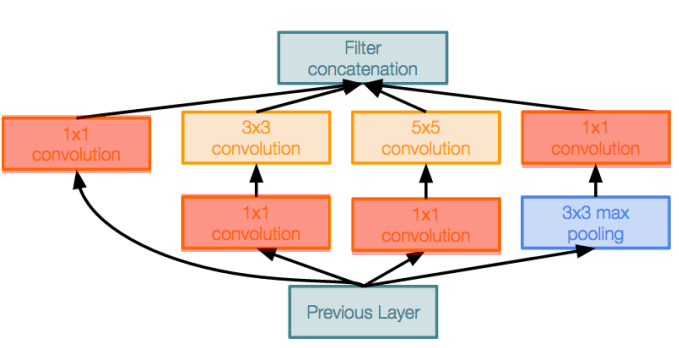 Filter
concatenation
1x1
convolution
3x3
convolution
5x5
convolution
1x1
convolution
1x1
convolution
1x1
convolution
3x3 max
pooling
Previous Layer